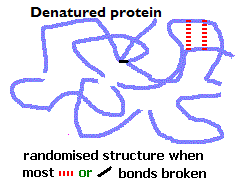 Denatured protein
randomised structure when
most or bonds broken